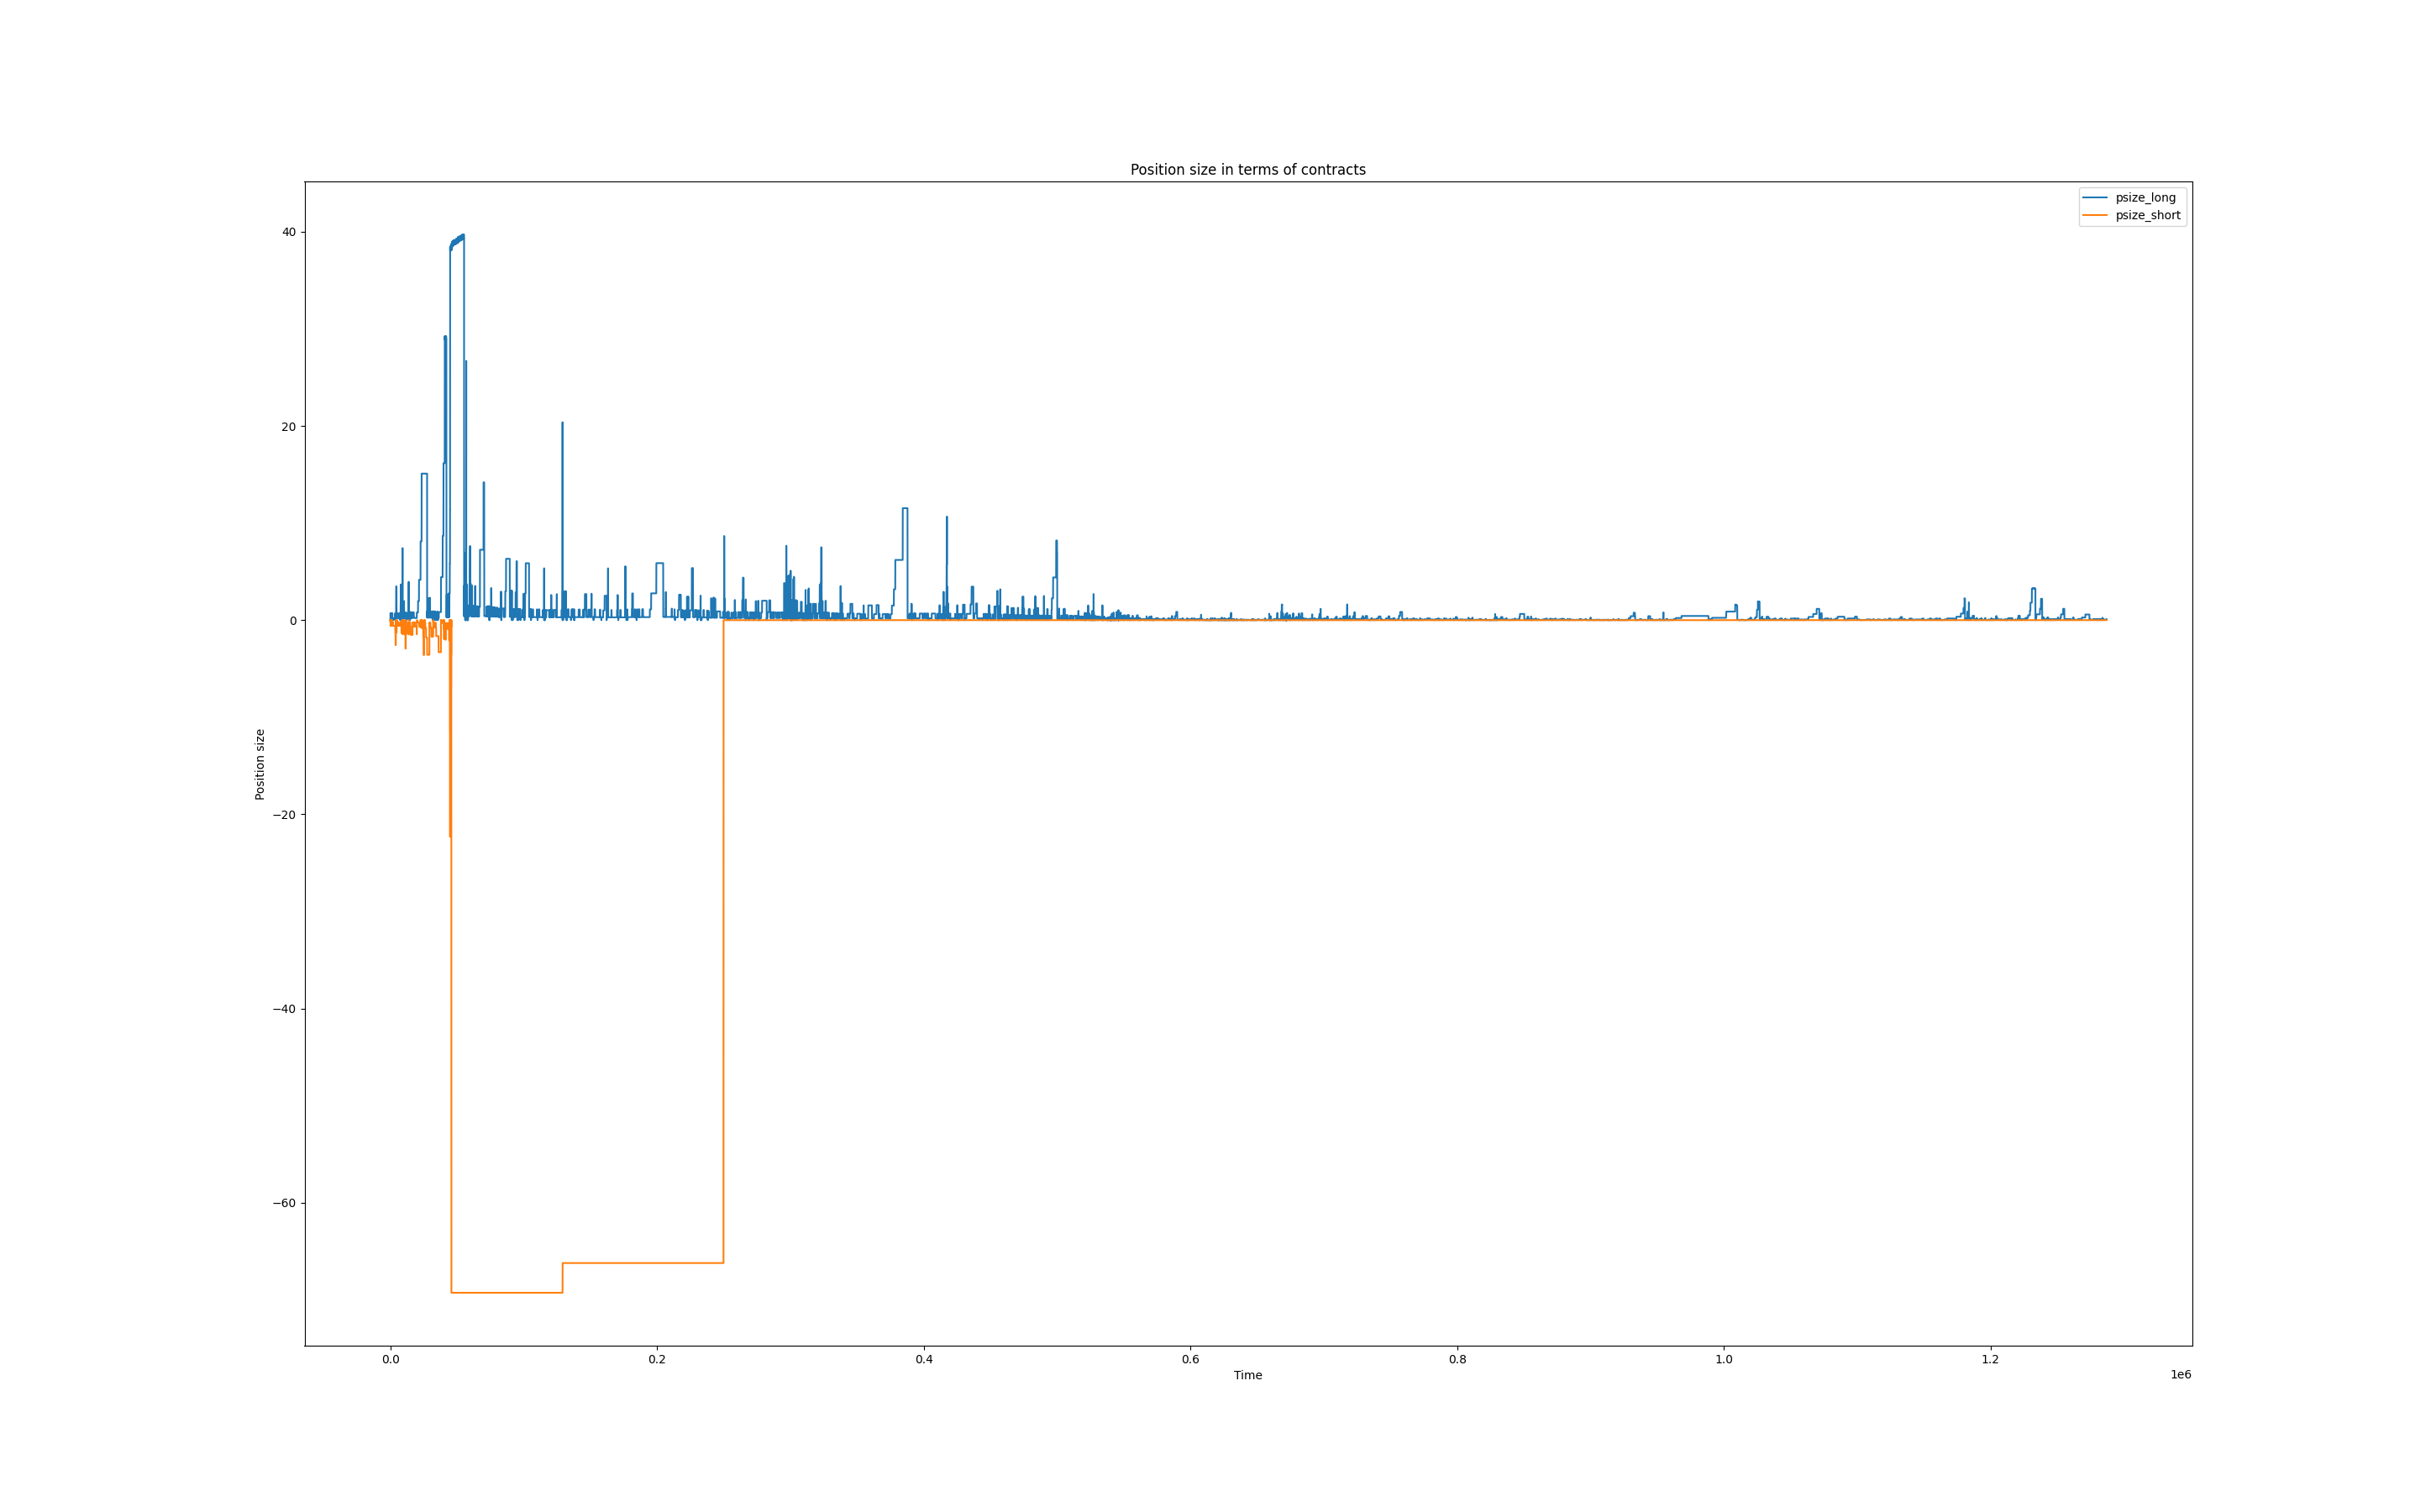 Position size in terms of contracts
psize_long
psize_short
Position size
40
20
0
−20
−40
−60
0.0
0.2
0.4
0.6
0.8
1.0
1.2
Time
1e6